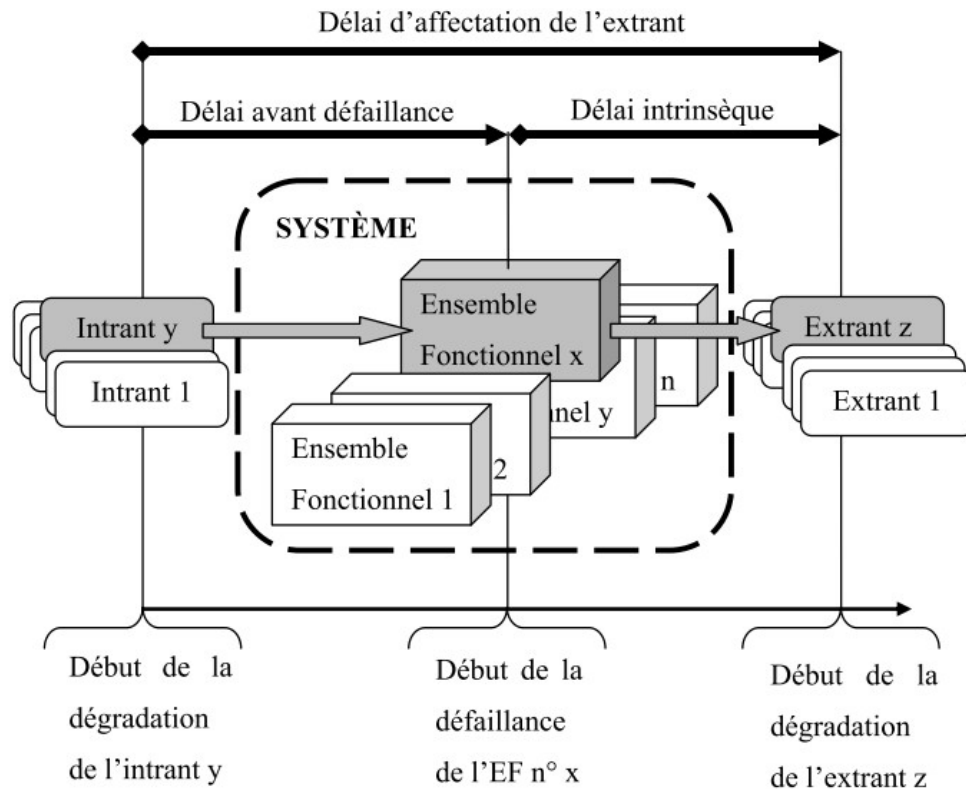 Délai d’affectation de l’extrant
Délai avant défaillance
Délai intrinsèque
SYSTÈME
Intrant y
Intrant 1
Ensemble
Fonctionnel x
n
nnel y
2
Ensemble
Fonctionnel 1
Extrant z
Extrant 1
Début de la
dégradation
de l’intrant y
Début de la
défaillance
de l’EF n° x
Début de la
dégradation
de l’extrant z